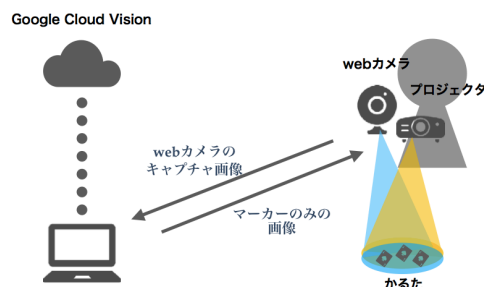 Google Cloud Vision
webカメラ
プロジェクタ
webカメラの
キャプチャ画像
マーカーのみの
画像
かるた